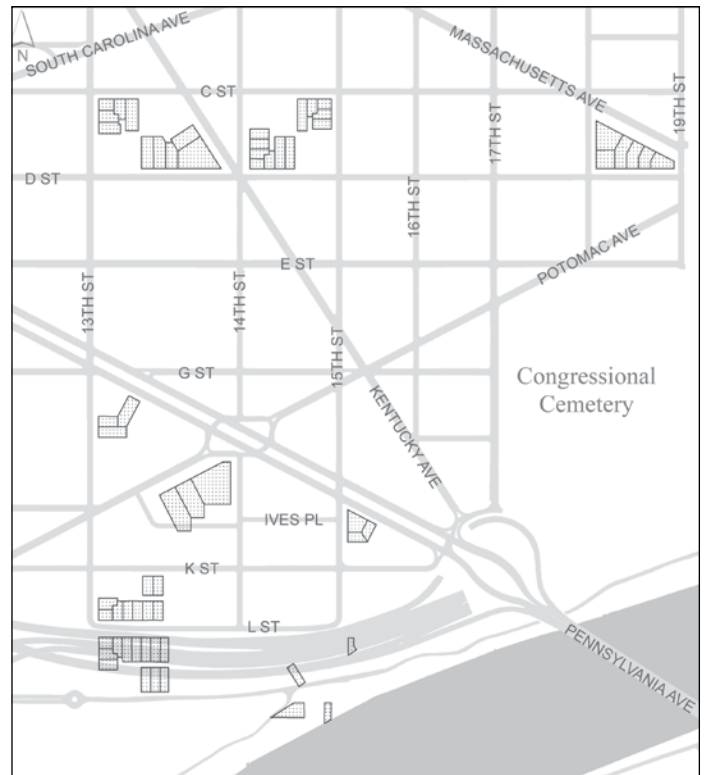 N
SOUTH CAROLINA AVE
MASSACHUSETTS AVE
C ST
19TH ST
17TH ST
D ST
16TH ST
POTOMAC AVE
E ST
13TH ST
14TH ST
15TH ST
G ST
Congressional
Cemetery
KENTUCKY AVE
IVES PL
K ST
L ST
PENNSYLVANIA AVE